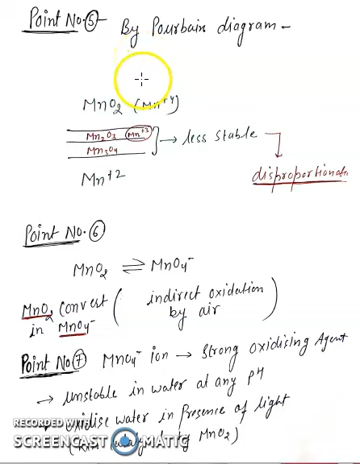 Point No. 5 - By Pourbain diagram -
MnO2 (Mn+4)
Mn2O3 (Mn+3)
Mn3O4
→ less stable
Mn+2
disproportionatn
Point No. 6
MnO2 ⇌ MnO4-
MnO2 convert in MnO4- ( indirect oxidation by air )
Point No. 7 MnO4- ion → Strong oxidising Agent
→ Unstable in water at any pH
oxidise water in presence of light
MnO2)
RECORDED WITH
SCREENCAST MATIC